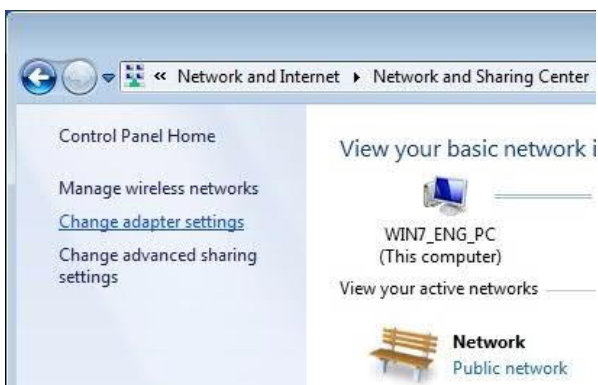 « Network and Internet ▸ Network and Sharing Center
Control Panel Home
Manage wireless networks
Change adapter settings
Change advanced sharing
settings
View your basic network i
WIN7_ENG_PC
(This computer)
View your active networks
Network
Public network